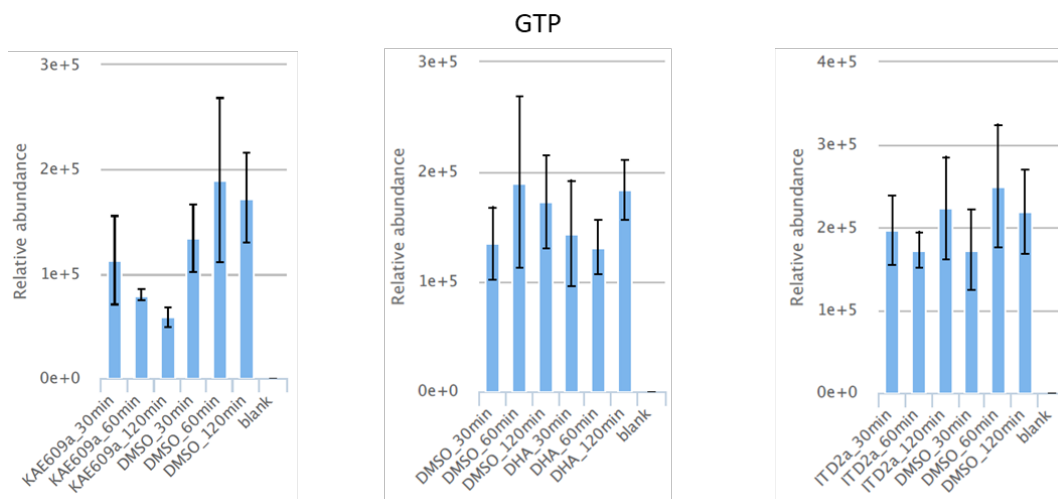 GTP
3e+5
2e+5
1e+5
0e+0
Relative abundance
KAE609a_30min
KAE609a_60min
KAE609a_120min
DMSO_30min
DMSO_60min
DMSO_120min
blank
3e+5
2e+5
1e+5
0e+0
Relative abundance
DMSO_30min
DMSO_60min
DMSO_120min
DHA_30min
DHA_60min
DHA_120min
blank
4e+5
3e+5
2e+5
1e+5
0e+0
Relative abundance
ITD2a_30min
ITD2a_60min
ITD2a_120min
DMSO_30min
DMSO_60min
DMSO_120min
blank